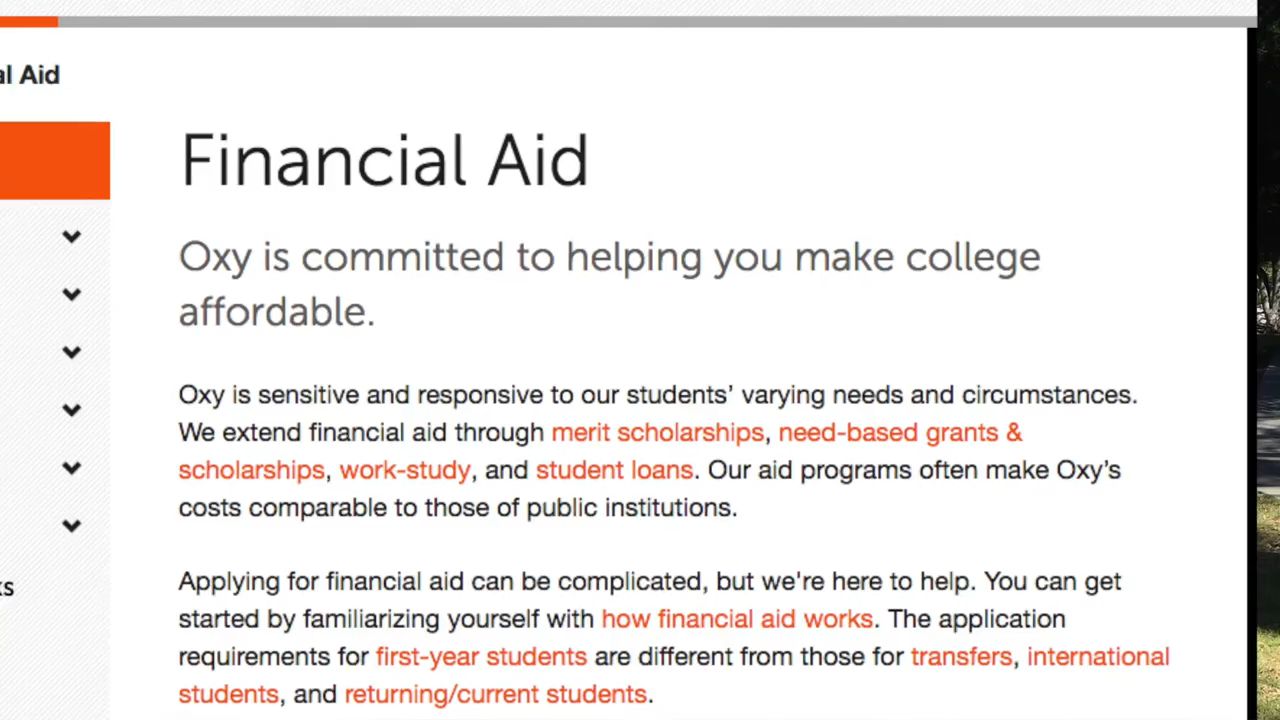 al Aid
Financial Aid
Oxy is committed to helping you make college
affordable.
Oxy is sensitive and responsive to our students’ varying needs and circumstances.
We extend financial aid through merit scholarships, need-based grants &
scholarships, work-study, and student loans. Our aid programs often make Oxy’s
costs comparable to those of public institutions.
Applying for financial aid can be complicated, but we're here to help. You can get
started by familiarizing yourself with how financial aid works. The application
requirements for first-year students are different from those for transfers, international
students, and returning/current students.